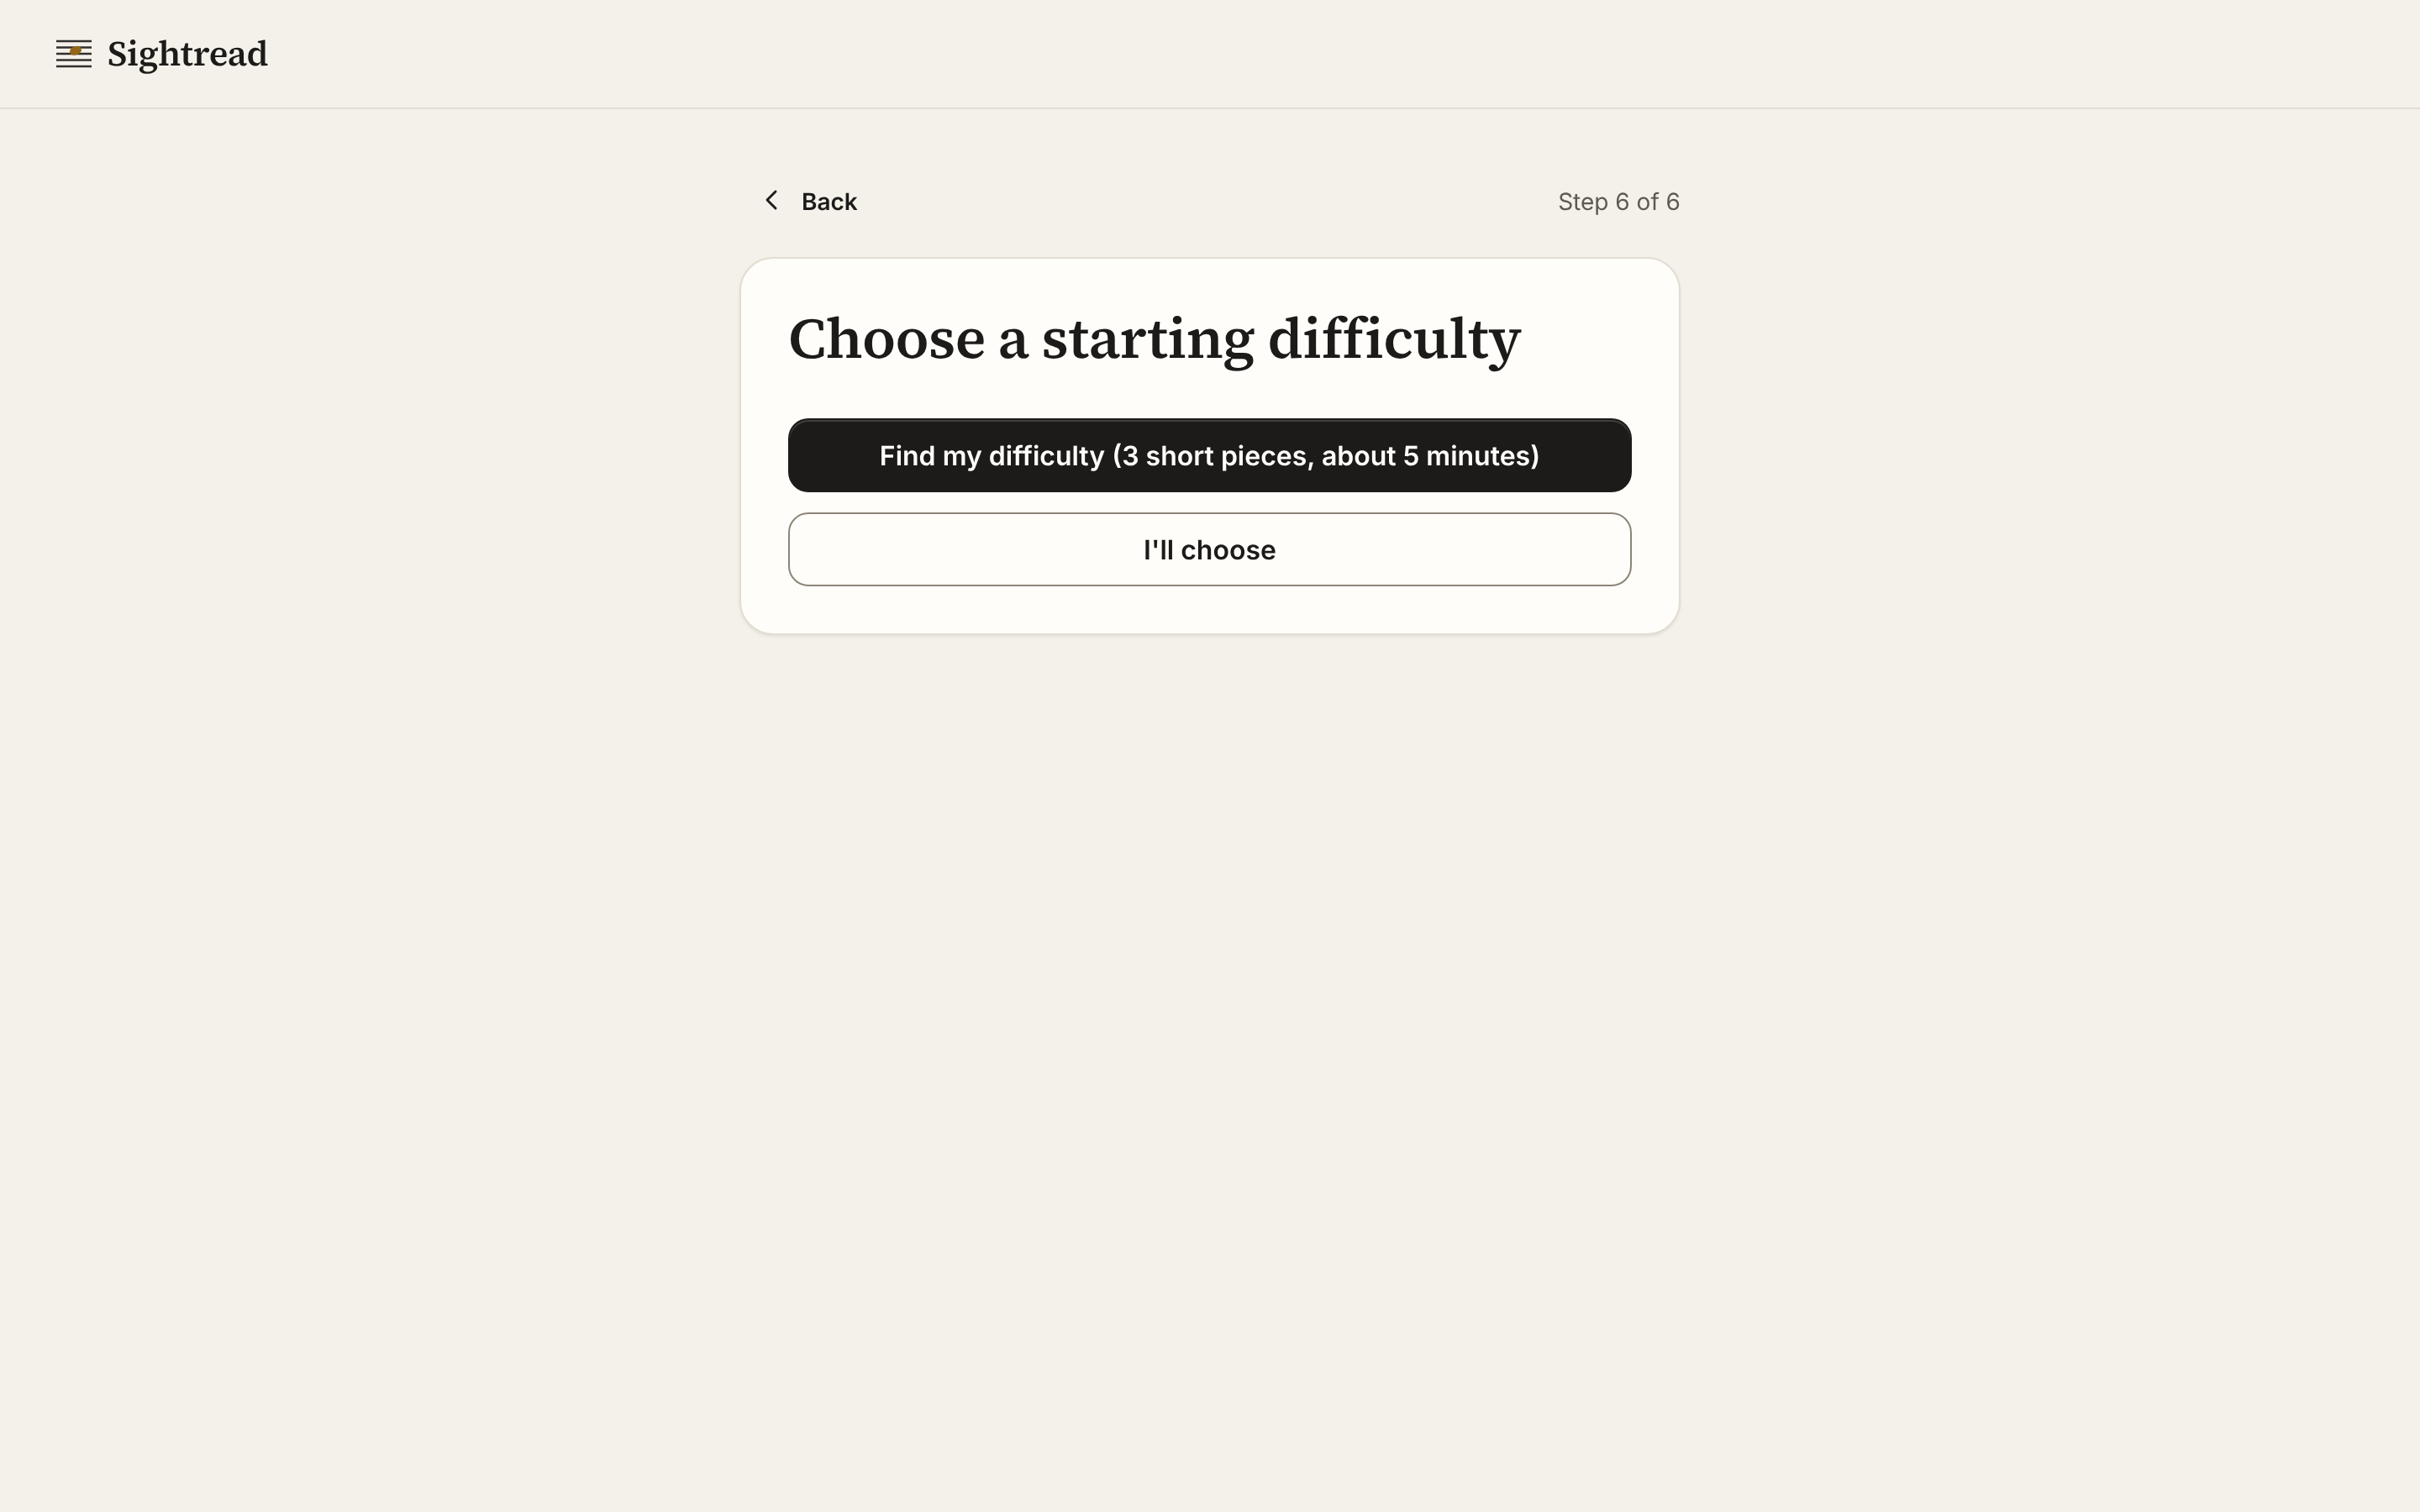 Sightread
Back
Step 6 of 6
Choose a starting difficulty
Find my difficulty (3 short pieces, about 5 minutes)
I'll choose